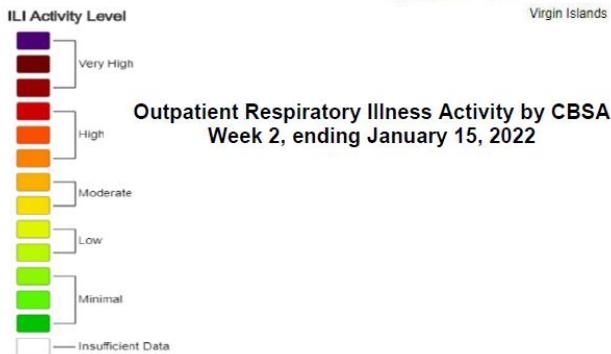 Virgin Islands
ILI Activity Level
Very High
Outpatient Respiratory Illness Activity by CBSA
Week 2, ending January 15, 2022
High
Moderate
Low
Minimal
Insufficient Data